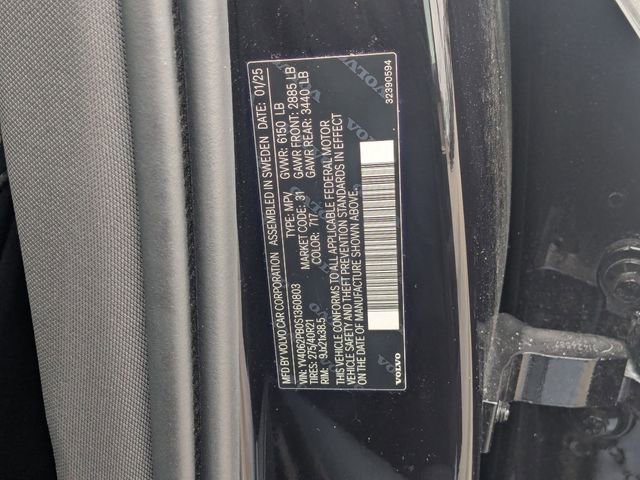 MFD BY VOLVO CAR CORPORATION ASSEMBLED IN SWEDEN DATE: 01/25
GVWR: 6150 LB
VIN: YV4062PB0S1360803 TYPE: MPV GAWR FRONT: 2885 LB
TIRES: 275/40R21 MARKET CODE: 31 GAWR REAR: 3440 LB
RIM: 9.0x21x38.5 COLOR: 717
THIS VEHICLE CONFORMS TO ALL APPLICABLE FEDERAL MOTOR
VEHICLE SAFETY AND THEFT PREVENTION STANDARDS IN EFFECT
ON THE DATE OF MANUFACTURE SHOWN ABOVE.
VOLVO
32390594
VOLVO
VOLVO